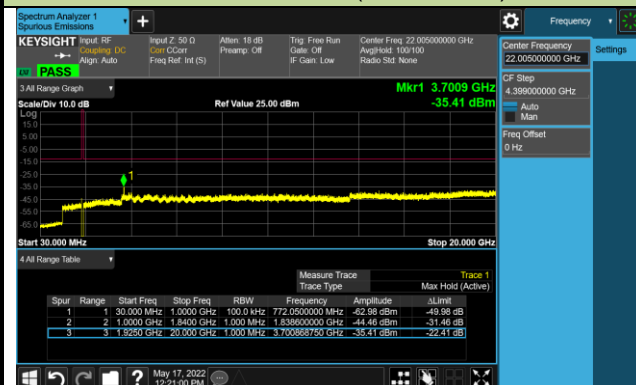 Spectrum Analyzer 1
Spurious Emissions
Frequency
KEYSIGHT
Input: RF
Coupling: DC
Align: Auto
Input Z: 50 Ω
Corr CCorr
Freq Ref: Int (S)
Atten: 18 dB
Preamp: Off
Trig: Free Run
Gate: Off
IF Gain: Low
Center Freq: 22.005000000 GHz
Avg|Hold: 100/100
Radio Std: None
PASS
Center Frequency
22.005000000 GHz
Settings
CF Step
4.399000000 GHz
Auto
Man
Freq Offset
0 Hz
3 All Range Graph
Mkr1 3.7009 GHz
-35.41 dBm
Scale/Div 10.0 dB
Ref Value 25.00 dBm
Log
15.0
5.00
-5.00
-15.0
-25.0
-35.0
-45.0
-55.0
-65.0
1
Start 30.000 MHz
Stop 20.000 GHz
4 All Range Table
Measure Trace Trace 1
Trace Type Max Hold (Active)
Spur Range Start Freq Stop Freq RBW Frequency Amplitude ΔLimit
1 1 30.000 MHz 1.0000 GHz 100.0 kHz 772.0500000 MHz -62.98 dBm -49.98 dB
2 2 1.0000 GHz 1.8400 GHz 1.000 MHz 1.838600000 GHz -44.46 dBm -31.46 dB
3 3 1.9250 GHz 20.000 GHz 1.000 MHz 3.700868750 GHz -35.41 dBm -22.41 dB
May 17, 2022
12:21:00 PM